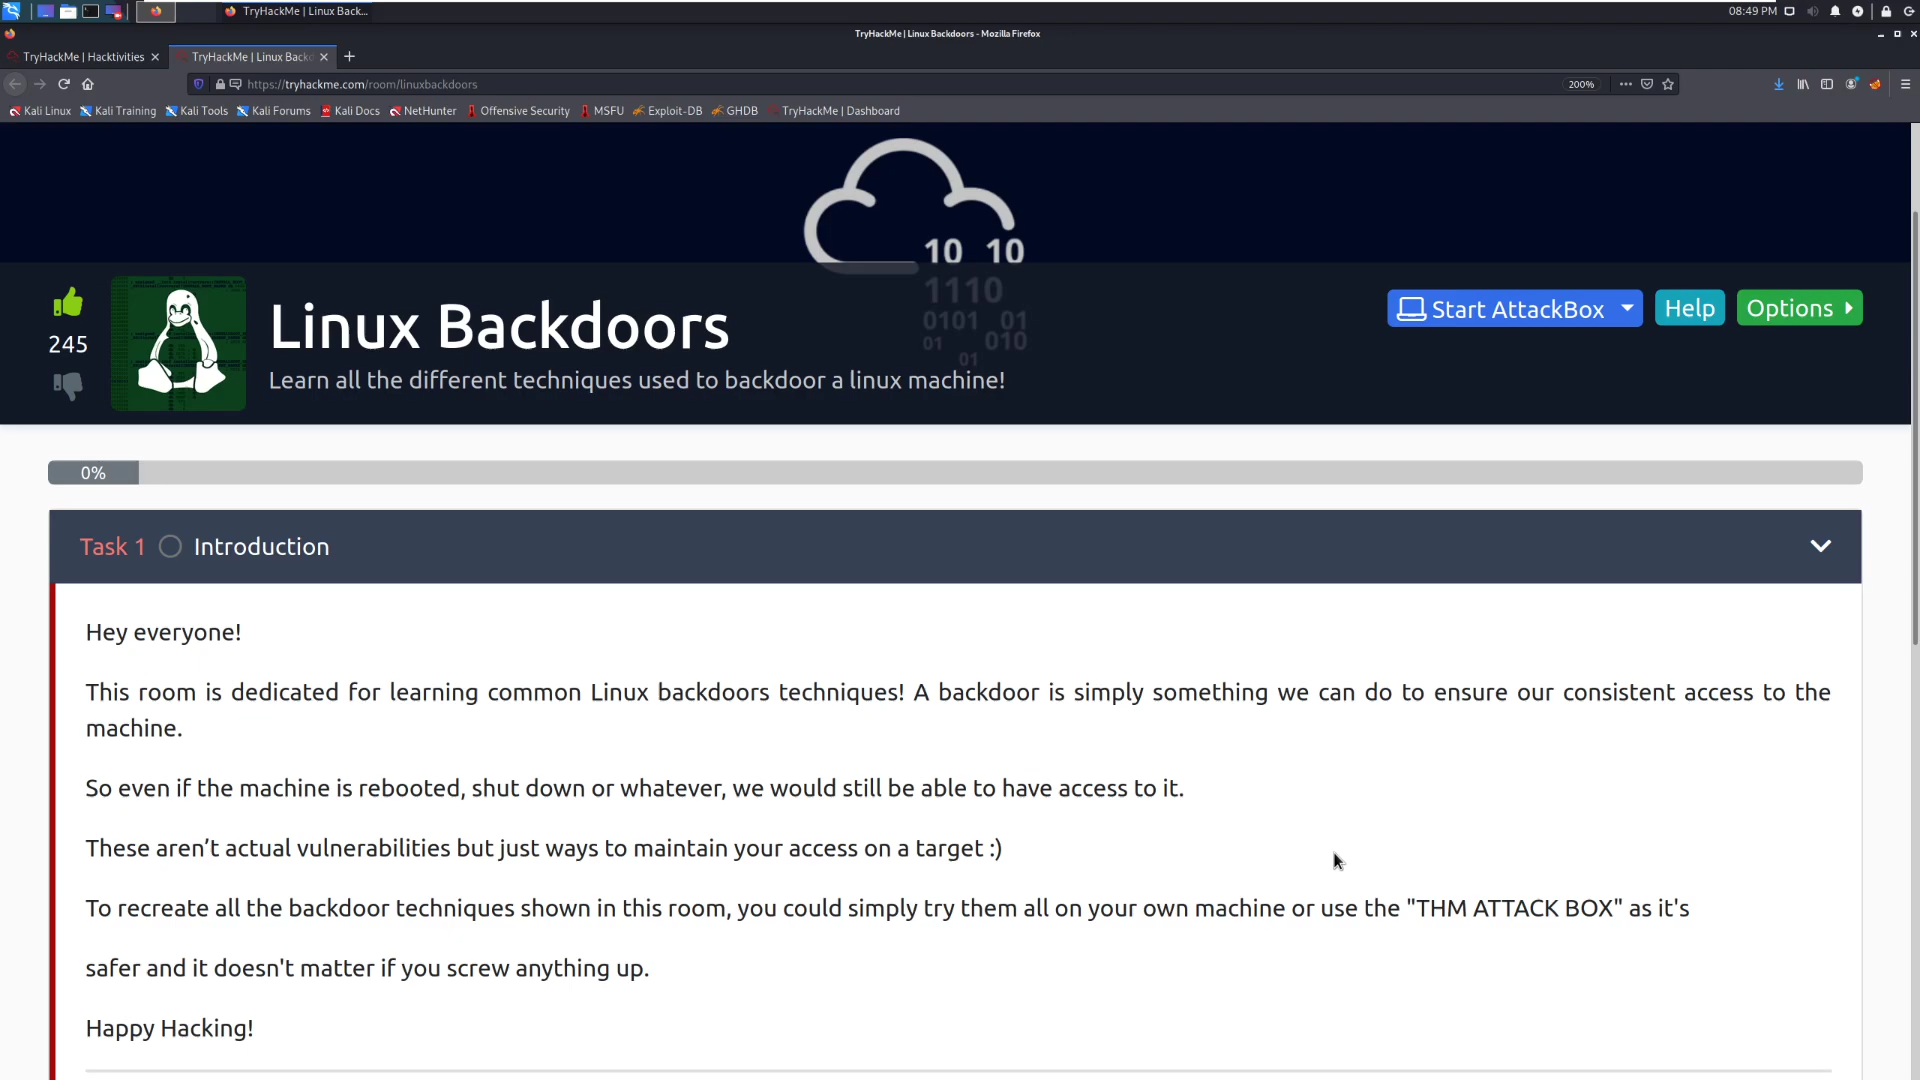 TryHackMe | Linux Back...
08:49 PM
TryHackMe | Linux Backdoors - Mozilla Firefox
TryHackMe | Hacktivities
TryHackMe | Linux Backd
https://tryhackme.com/room/linuxbackdoors
200%
Kali Linux Kali Training Kali Tools Kali Forums Kali Docs NetHunter Offensive Security MSFU Exploit-DB GHDB TryHackMe | Dashboard
10 10
1110
0101 01
01 010
01
245
Linux Backdoors
Learn all the different techniques used to backdoor a linux machine!
Start AttackBox
Help
Options
0%
Task 1 Introduction
Hey everyone!
This room is dedicated for learning common Linux backdoors techniques! A backdoor is simply something we can do to ensure our consistent access to the
machine.
So even if the machine is rebooted, shut down or whatever, we would still be able to have access to it.
These aren’t actual vulnerabilities but just ways to maintain your access on a target :)
To recreate all the backdoor techniques shown in this room, you could simply try them all on your own machine or use the "THM ATTACK BOX" as it's
safer and it doesn't matter if you screw anything up.
Happy Hacking!